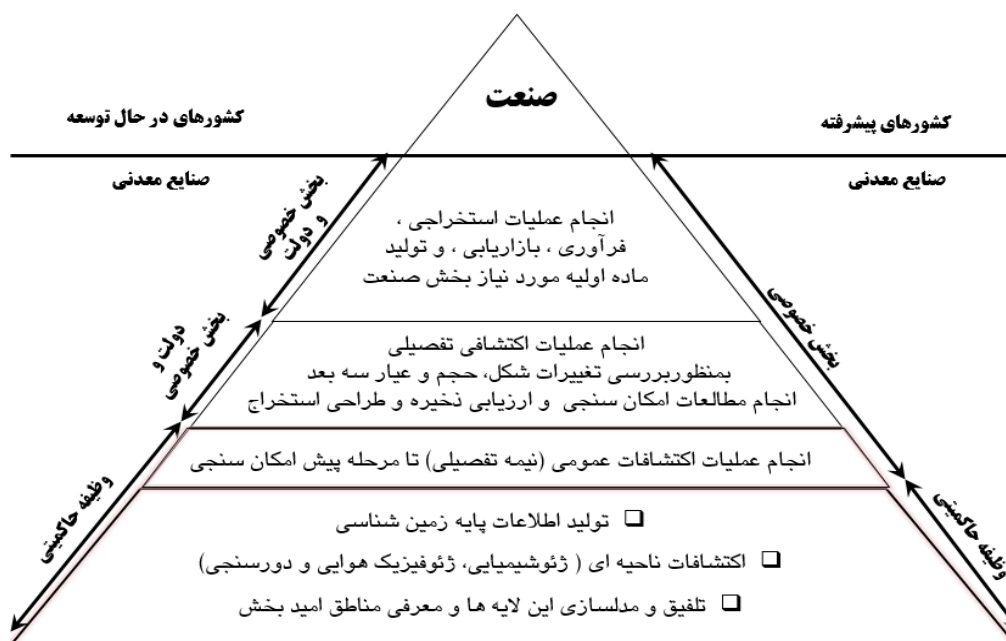 صنعت
کشورهای پیشرفته
کشورهای در حال توسعه
صنایع معدنی
صنایع معدنی
بخش خصوصی
و دولت
انجام عملیات استخراجی ،
فرآوری ، بازاریابی ، و تولید
ماده اولیه مورد نیاز بخش صنعت
بخش خصوصی
دولت و
بخش خصوصی
انجام عملیات اکتشافی تفصیلی
بمنظوربررسی تغییرات شکل، حجم و عیار سه بعد
انجام مطالعات امکان سنجی و ارزیابی ذخیره و طراحی استخراج
انجام عملیات اکتشافات عمومی (نیمه تفصیلی) تا مرحله پیش امکان سنجی
وظیفه حاکمیتی
وظیفه حاکمیتی
❑ تولید اطلاعات پایه زمین شناسی
❑ اکتشافات ناحیه ای ( ژئوشیمیایی، ژئوفیزیک هوایی و دورسنجی)
❑ تلفیق و مدلسازی این لایه ها و معرفی مناطق امید بخش